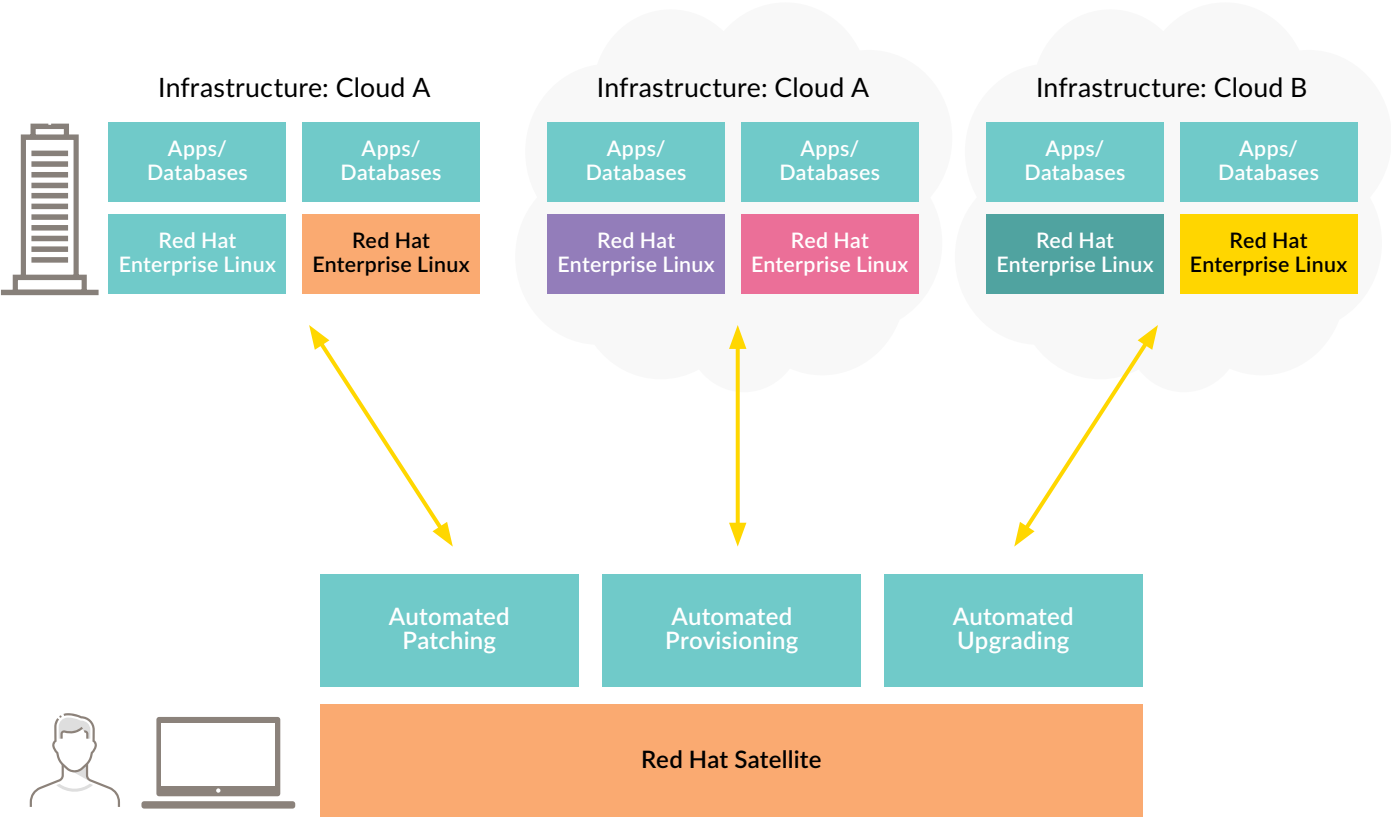 Infrastructure: Cloud A
Apps/
Databases
Apps/
Databases
Red Hat
Enterprise Linux
Red Hat
Enterprise Linux
Infrastructure: Cloud A
Apps/
Databases
Apps/
Databases
Red Hat
Enterprise Linux
Red Hat
Enterprise Linux
Infrastructure: Cloud B
Apps/
Databases
Apps/
Databases
Red Hat
Enterprise Linux
Red Hat
Enterprise Linux
Automated
Patching
Automated
Provisioning
Automated
Upgrading
Red Hat Satellite